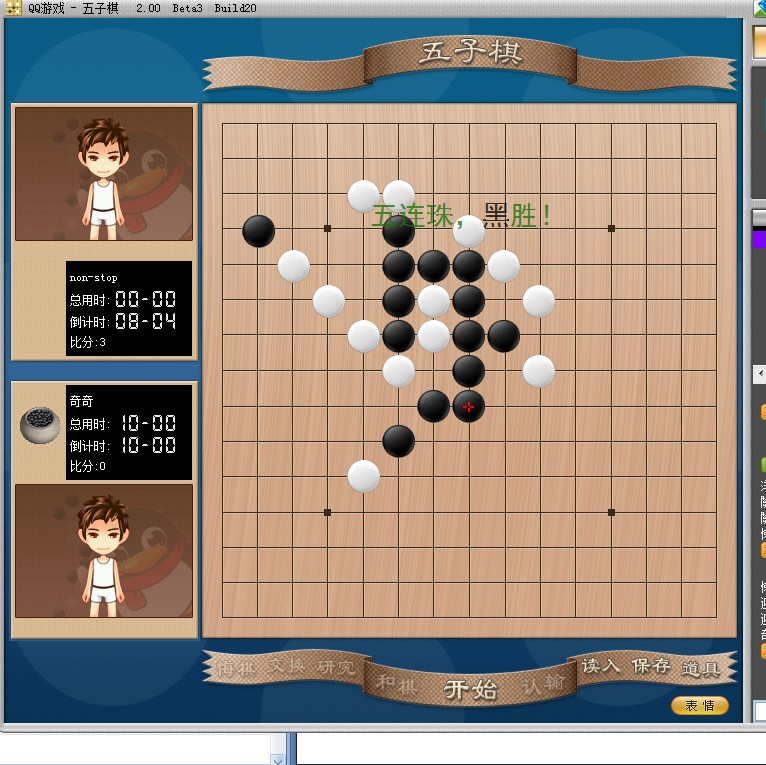 QQ游戏 - 五子棋 2.00 Beta3 Build20
五子棋
五连珠，黑胜！
non-stop
总用时: 00-00
倒计时: 08-04
比分:3
奇奇
总用时: 10-00
倒计时: 10-00
比分:0
悔棋 交换 研究 和棋 开始 认输 读入 保存 道具
表 情